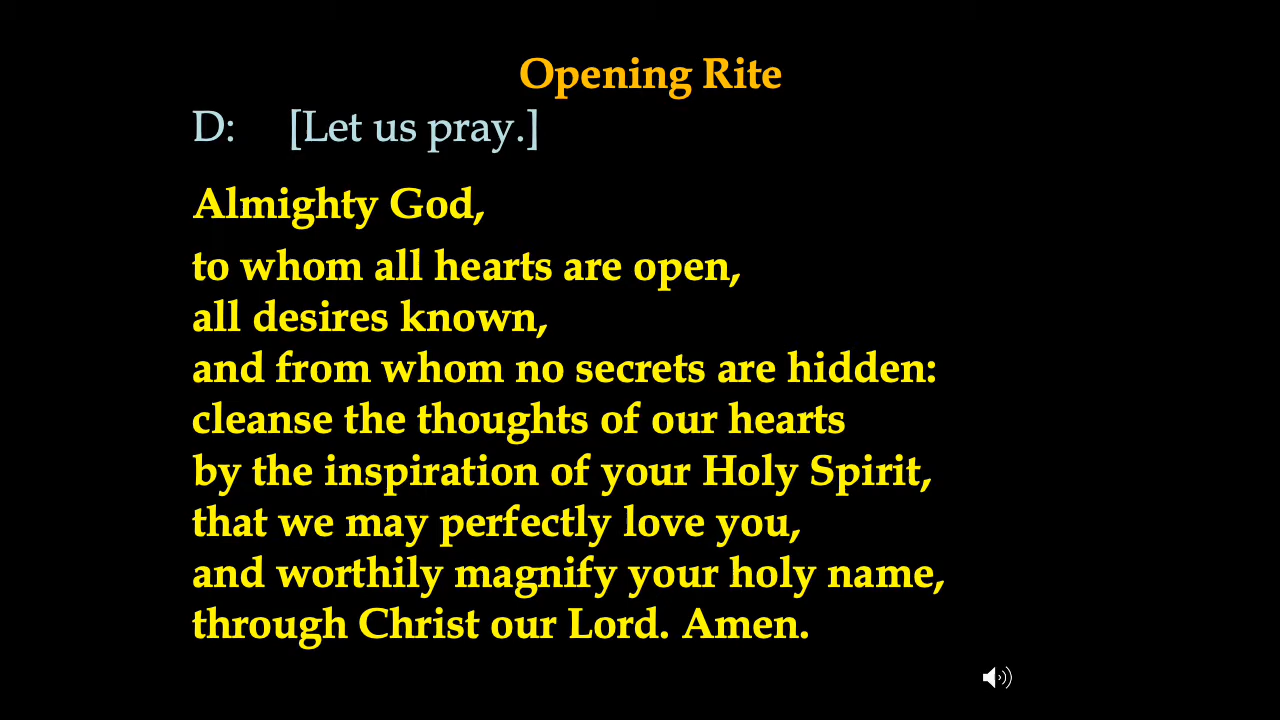 Opening Rite
D: [Let us pray.]
Almighty God,
to whom all hearts are open,
all desires known,
and from whom no secrets are hidden:
cleanse the thoughts of our hearts
by the inspiration of your Holy Spirit,
that we may perfectly love you,
and worthily magnify your holy name,
through Christ our Lord. Amen.